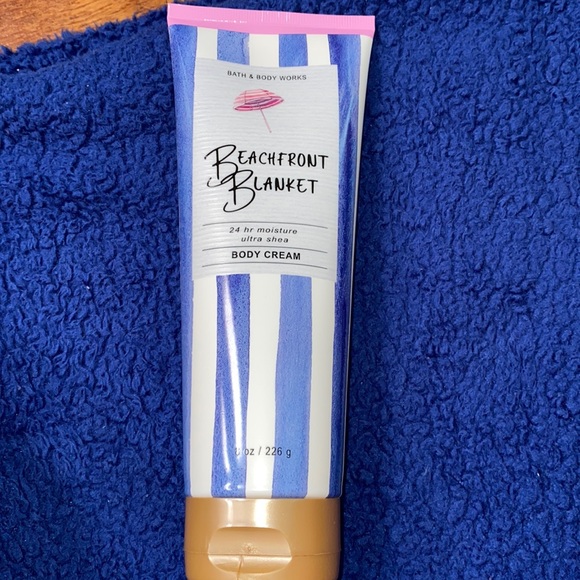 BATH & BODY WORKS
BEACHFRONT
BLANKET
24 hr moisture
ultra shea
BODY CREAM
oz / 226 g